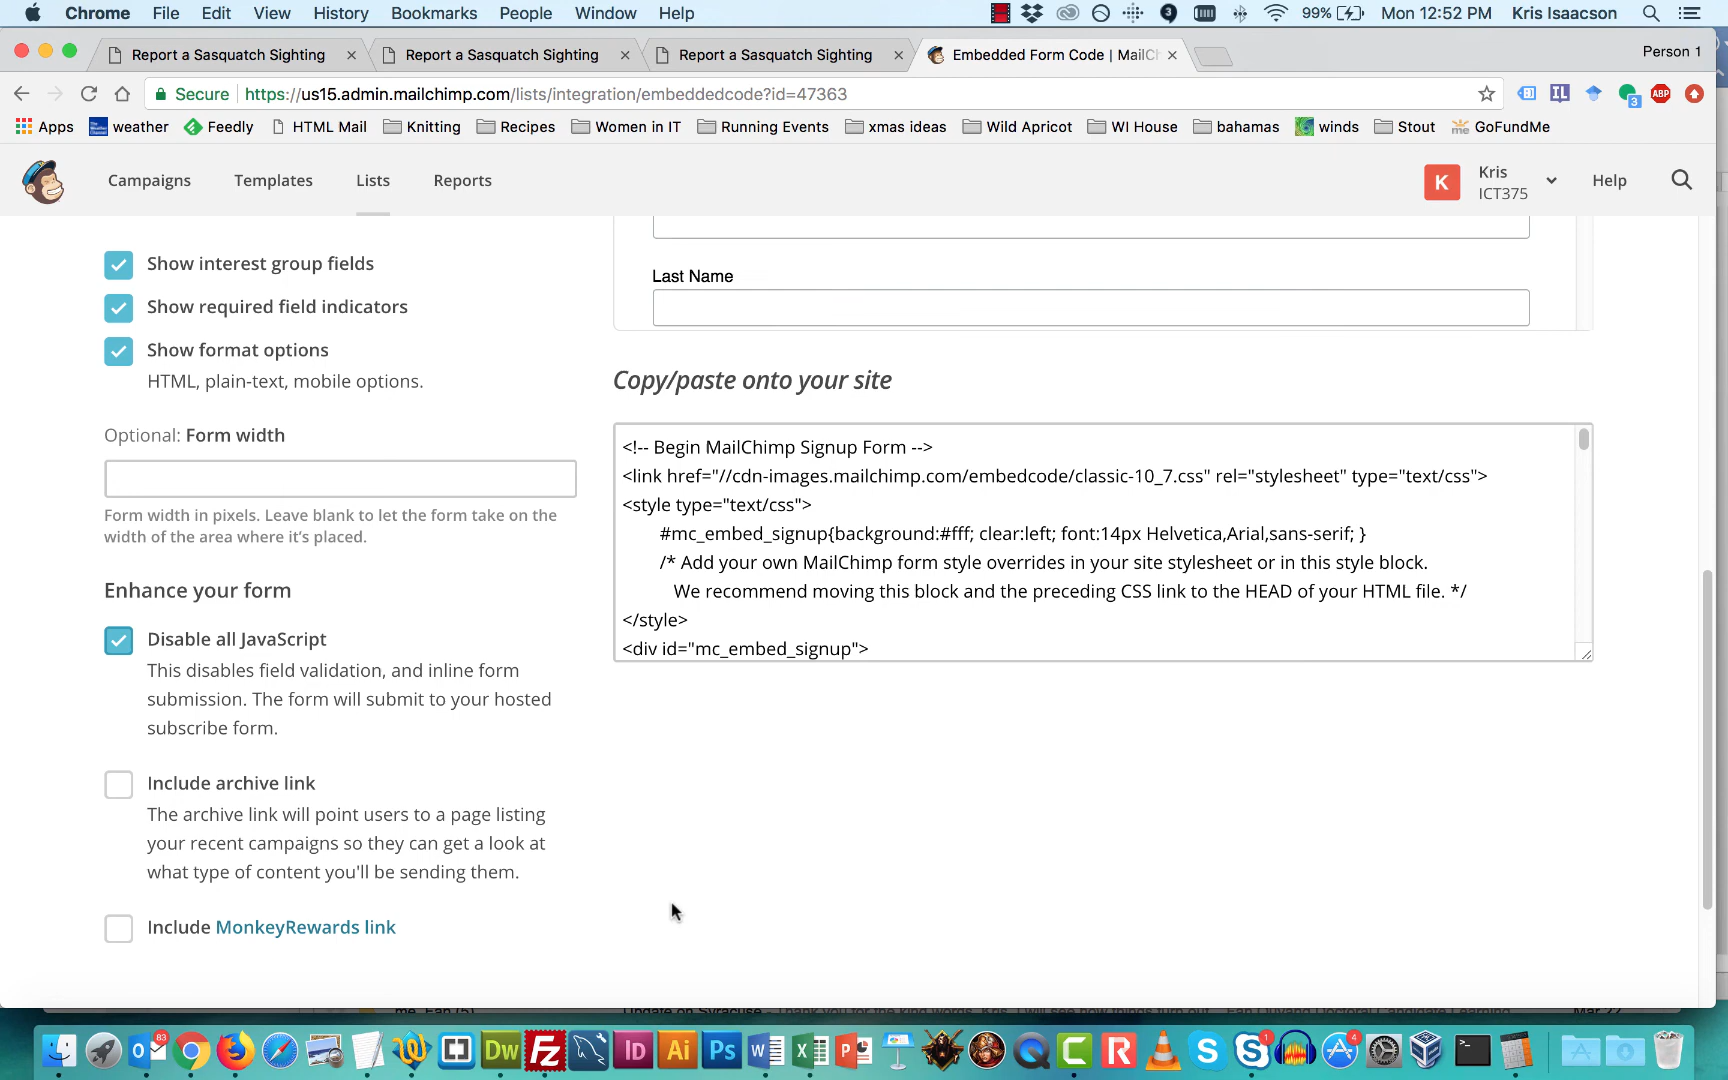 Chrome File Edit View History Bookmarks People Window Help 99% Mon 12:52 PM Kris Isaacson
Report a Sasquatch Sighting Report a Sasquatch Sighting Report a Sasquatch Sighting Embedded Form Code | MailCh Person 1
Secure https://us15.admin.mailchimp.com/lists/integration/embeddedcode?id=47363
Apps weather Feedly HTML Mail Knitting Recipes Women in IT Running Events xmas ideas Wild Apricot WI House bahamas winds Stout GoFundMe
Campaigns Templates Lists Reports K Kris Help
ICT375
Show interest group fields
Last Name
Show required field indicators
Show format options
HTML, plain-text, mobile options.
Optional: Form width
Form width in pixels. Leave blank to let the form take on the
width of the area where it's placed.
Enhance your form
Disable all JavaScript
This disables field validation, and inline form
submission. The form will submit to your hosted
subscribe form.
Include archive link
The archive link will point users to a page listing
your recent campaigns so they can get a look at
what type of content you'll be sending them.
Include MonkeyRewards link
Copy/paste onto your site
<!-- Begin MailChimp Signup Form -->
<link href="//cdn-images.mailchimp.com/embedcode/classic-10_7.css" rel="stylesheet" type="text/css">
<style type="text/css">
#mc_embed_signup{background:#fff; clear:left; font:14px Helvetica,Arial,sans-serif; }
/* Add your own MailChimp form style overrides in your site stylesheet or in this style block.
We recommend moving this block and the preceding CSS link to the HEAD of your HTML file. */
</style>
<div id="mc_embed_signup">
83 Dw Fz ID Ai Ps 1 4